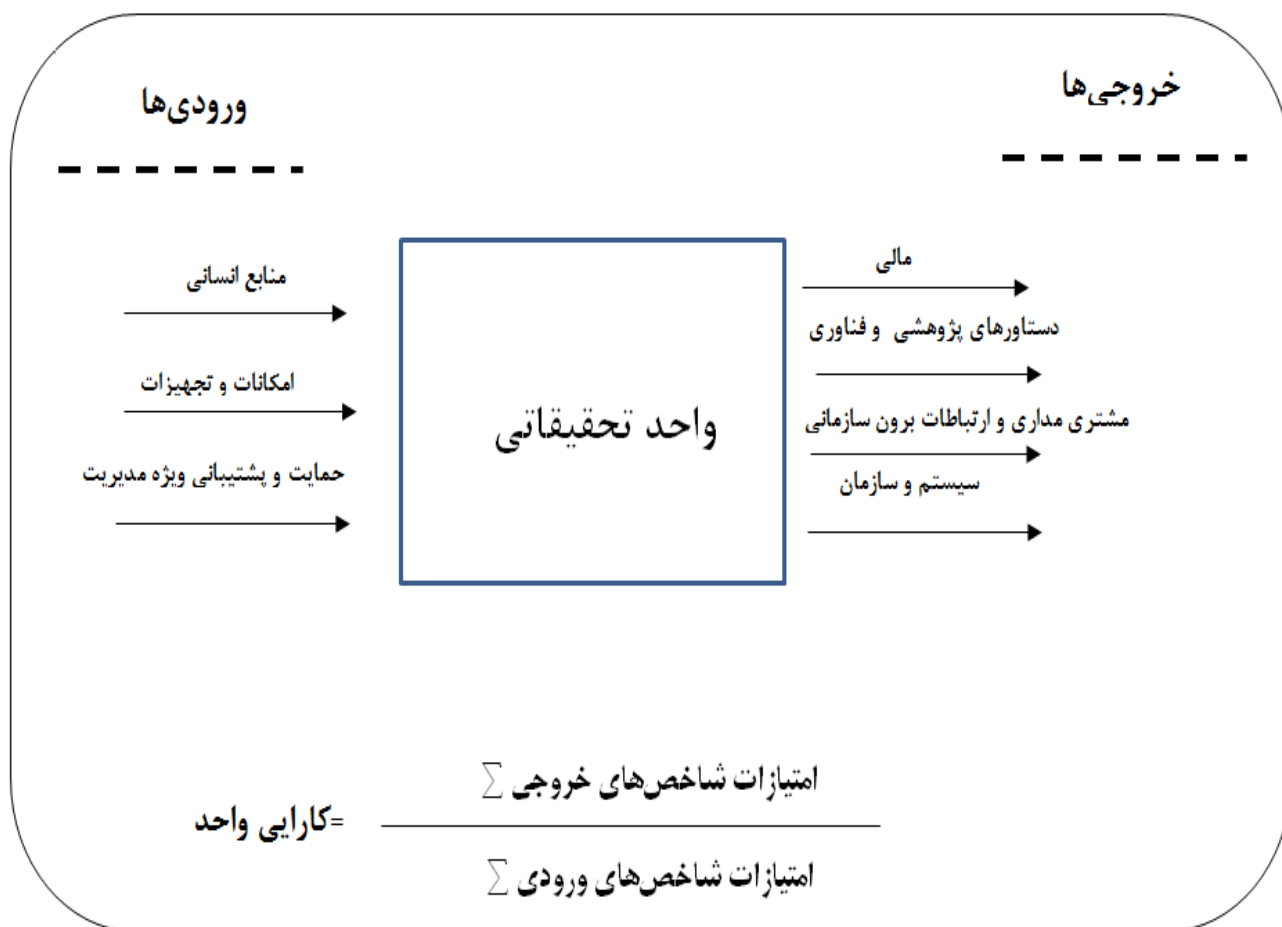 خروجی‌ها
ورودی‌ها
منابع انسانی
امکانات و تجهیزات
حمایت و پشتیبانی ویژه مدیریت
واحد تحقیقاتی
مالی
دستاورهای پژوهشی و فناوری
مشتری مداری و ارتباطات برون سازمانی
سیستم و سازمان
امتیازات شاخص‌های خروجی ∑
کارایی واحد=
امتیازات شاخص‌های ورودی ∑